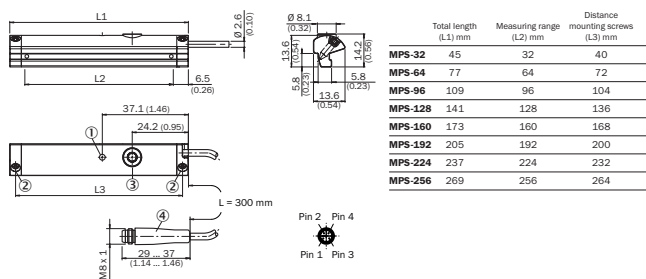 L1
Ø 2.6
(0.10)
L2
6.5
(0.26)
Ø 8.1
(0.32)
13.6
(0.54)
14.2
(0.56)
5.8
(0.23)
5.8
(0.23)
13.6
(0.54)
37.1 (1.46)
24.2 (0.95)
①
②
③
②
L3
L = 300 mm
④
M8 x 1
29 ... 37
(1.14 ... 1.46)
Pin 2 Pin 4
Pin 1 Pin 3
Total length (L1) mm Measuring range (L2) mm Distance mounting screws (L3) mm
MPS-32 45 32 40
MPS-64 77 64 72
MPS-96 109 96 104
MPS-128 141 128 136
MPS-160 173 160 168
MPS-192 205 192 200
MPS-224 237 224 232
MPS-256 269 256 264